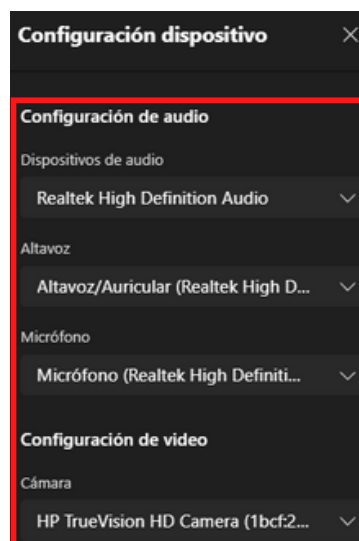 Configuración dispositivo
Configuración de audio
Dispositivos de audio
Realtek High Definition Audio
Altavoz
Altavoz/Auricular (Realtek High D...
Micrófono
Micrófono (Realtek High Definiti...
Configuración de video
Cámara
HP TrueVision HD Camera (1bcf:2...